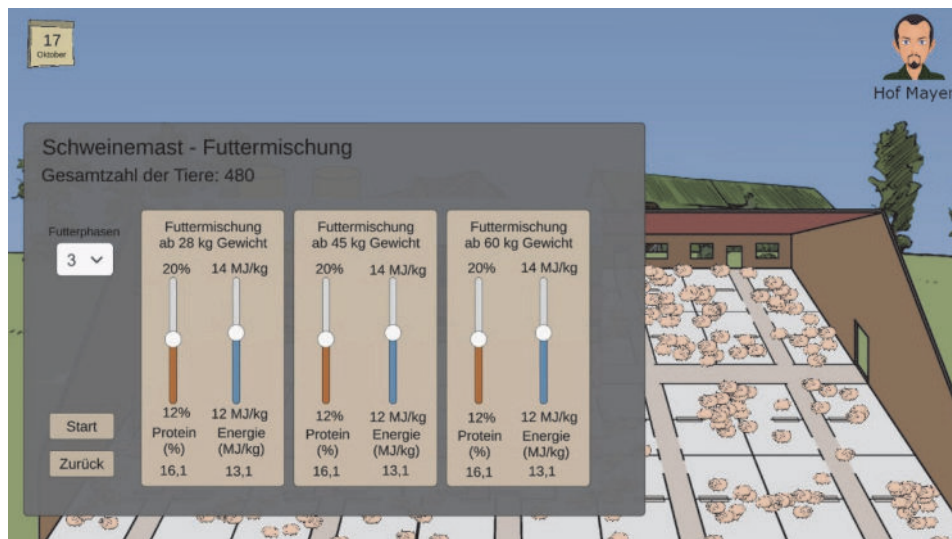 17
Oktober
Hof Mayer
Schweinemast - Futtermischung
Gesamtzahl der Tiere: 480
Futterphasen
3
Futtermischung
ab 28 kg Gewicht
20% 14 MJ/kg
12% 12 MJ/kg
Protein Energie
(%) (MJ/kg)
16,1 13,1
Futtermischung
ab 45 kg Gewicht
20% 14 MJ/kg
12% 12 MJ/kg
Protein Energie
(%) (MJ/kg)
16,1 13,1
Futtermischung
ab 60 kg Gewicht
20% 14 MJ/kg
12% 12 MJ/kg
Protein Energie
(%) (MJ/kg)
16,1 13,1
Start
Zurück